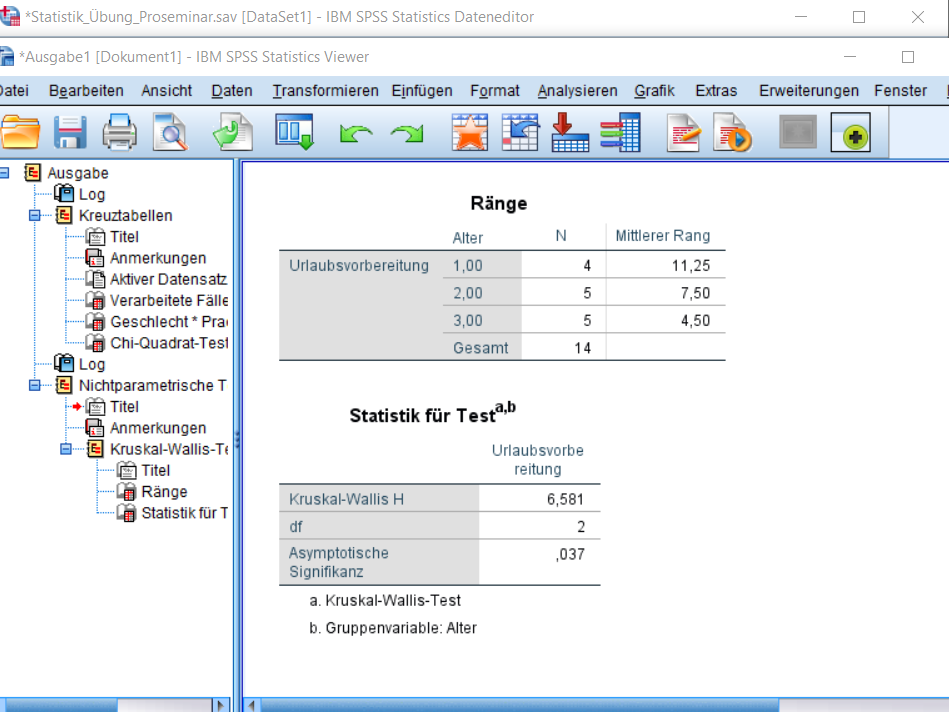 *Statistik_Übung_Proseminar.sav [DataSet1] - IBM SPSS Statistics Dateneditor
*Ausgabe1 [Dokument1] - IBM SPSS Statistics Viewer
Datei Bearbeiten Ansicht Daten Transformieren Einfügen Format Analysieren Grafik Extras Erweiterungen Fenster
Ausgabe
Log
Kreuztabellen
Titel
Anmerkungen
Aktiver Datensatz
Verarbeitete Fälle
Geschlecht * Pra
Chi-Quadrat-Test
Log
Nichtparametrische T
Titel
Anmerkungen
Kruskal-Wallis-Te
Titel
Ränge
Statistik für T
Ränge
Alter N Mittlerer Rang
Urlaubsvorbereitung 1,00 4 11,25
2,00 5 7,50
3,00 5 4,50
Gesamt 14
Statistik für Test a,b
Urlaubsvorbe
reitung
Kruskal-Wallis H 6,581
df 2
Asymptotische
Signifikanz ,037
a. Kruskal-Wallis-Test
b. Gruppenvariable: Alter